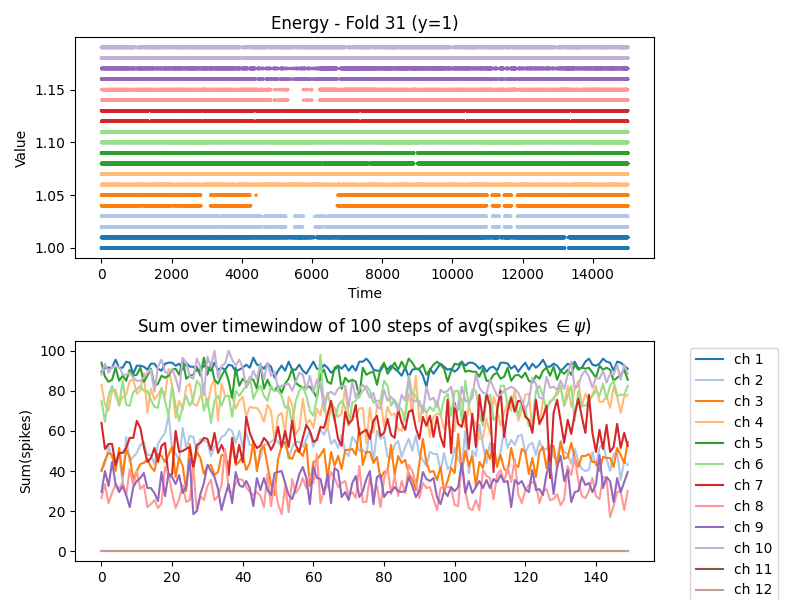 Energy - Fold 31 (y=1)
1.15
1.10
1.05
1.00
Value
0 2000 4000 6000 8000 10000 12000 14000
Time
Sum over timewindow of 100 steps of avg(spikes ∈ ψ)
100
80
60
40
20
0
Sum(spikes)
0 20 40 60 80 100 120 140
ch 1
ch 2
ch 3
ch 4
ch 5
ch 6
ch 7
ch 8
ch 9
ch 10
ch 11
ch 12